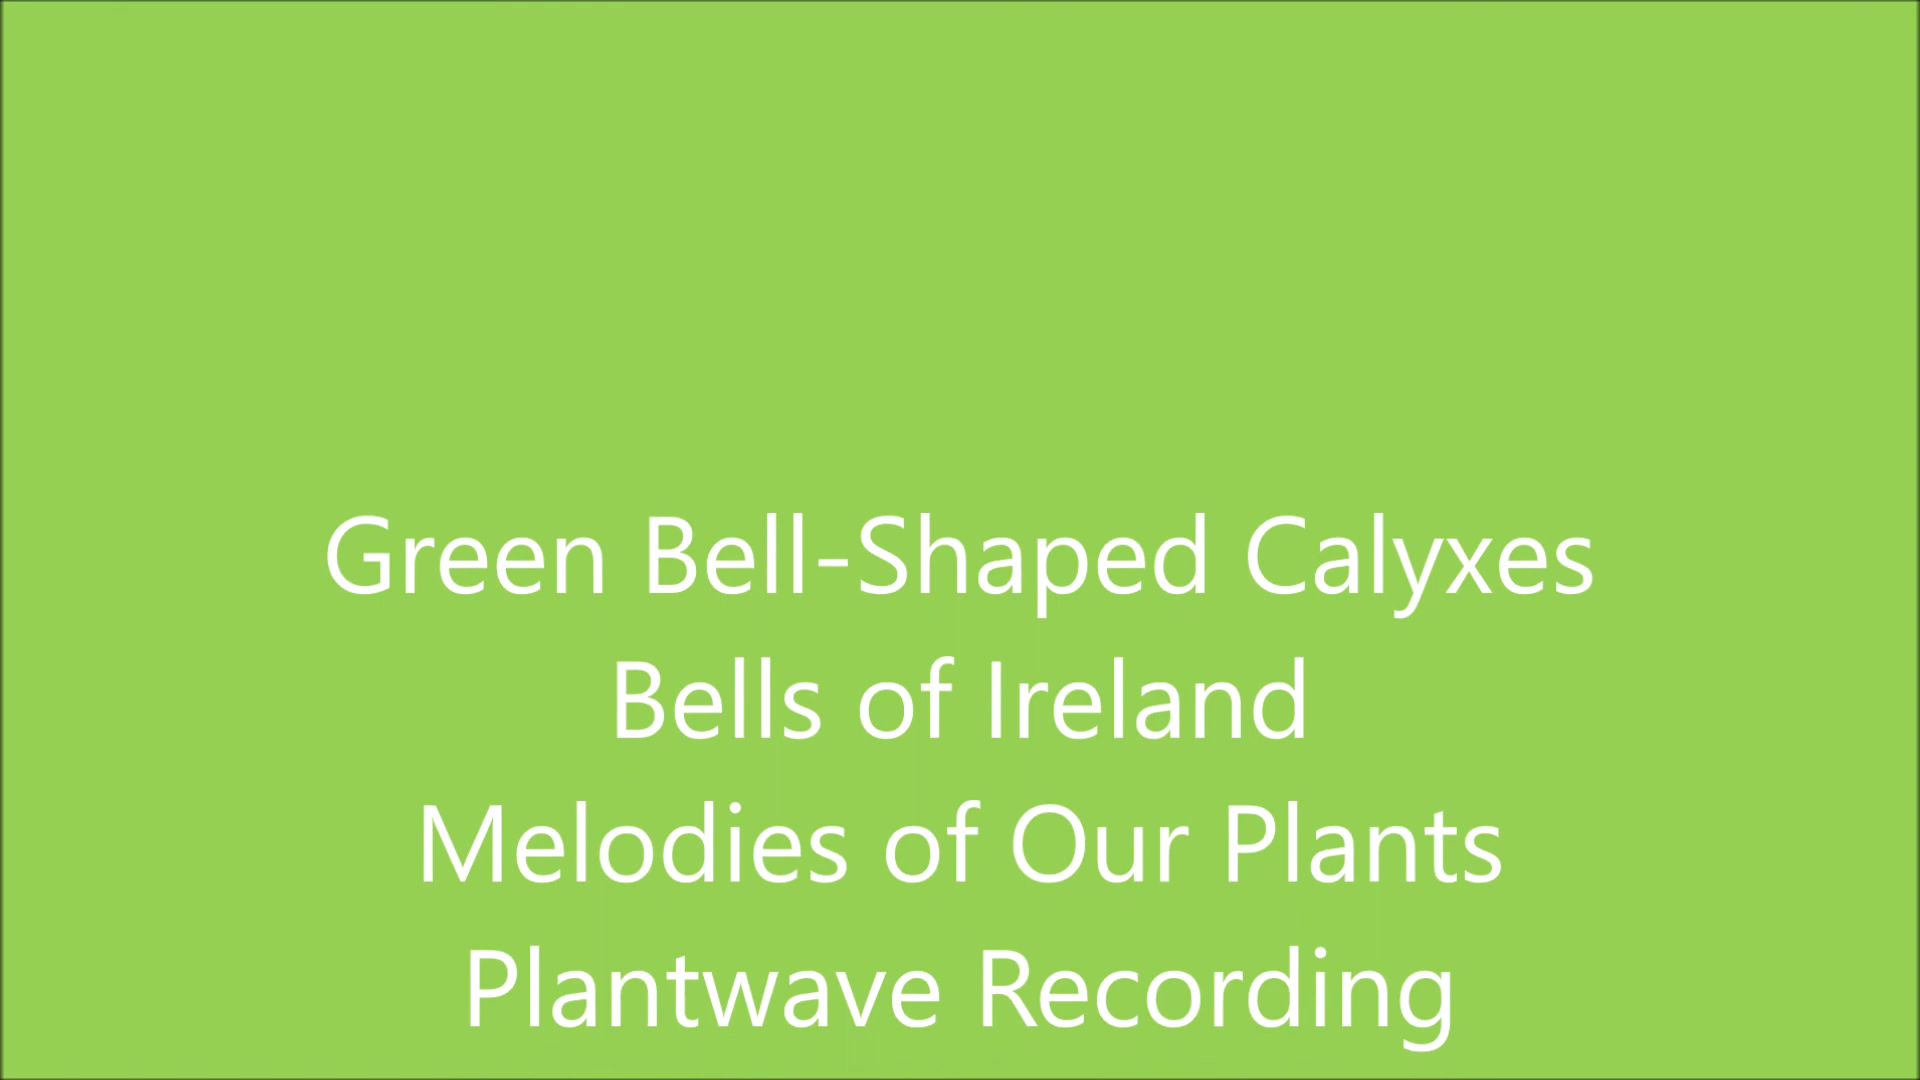 Green Bell-Shaped Calyxes
Bells of Ireland
Melodies of Our Plants
Plantwave Recording